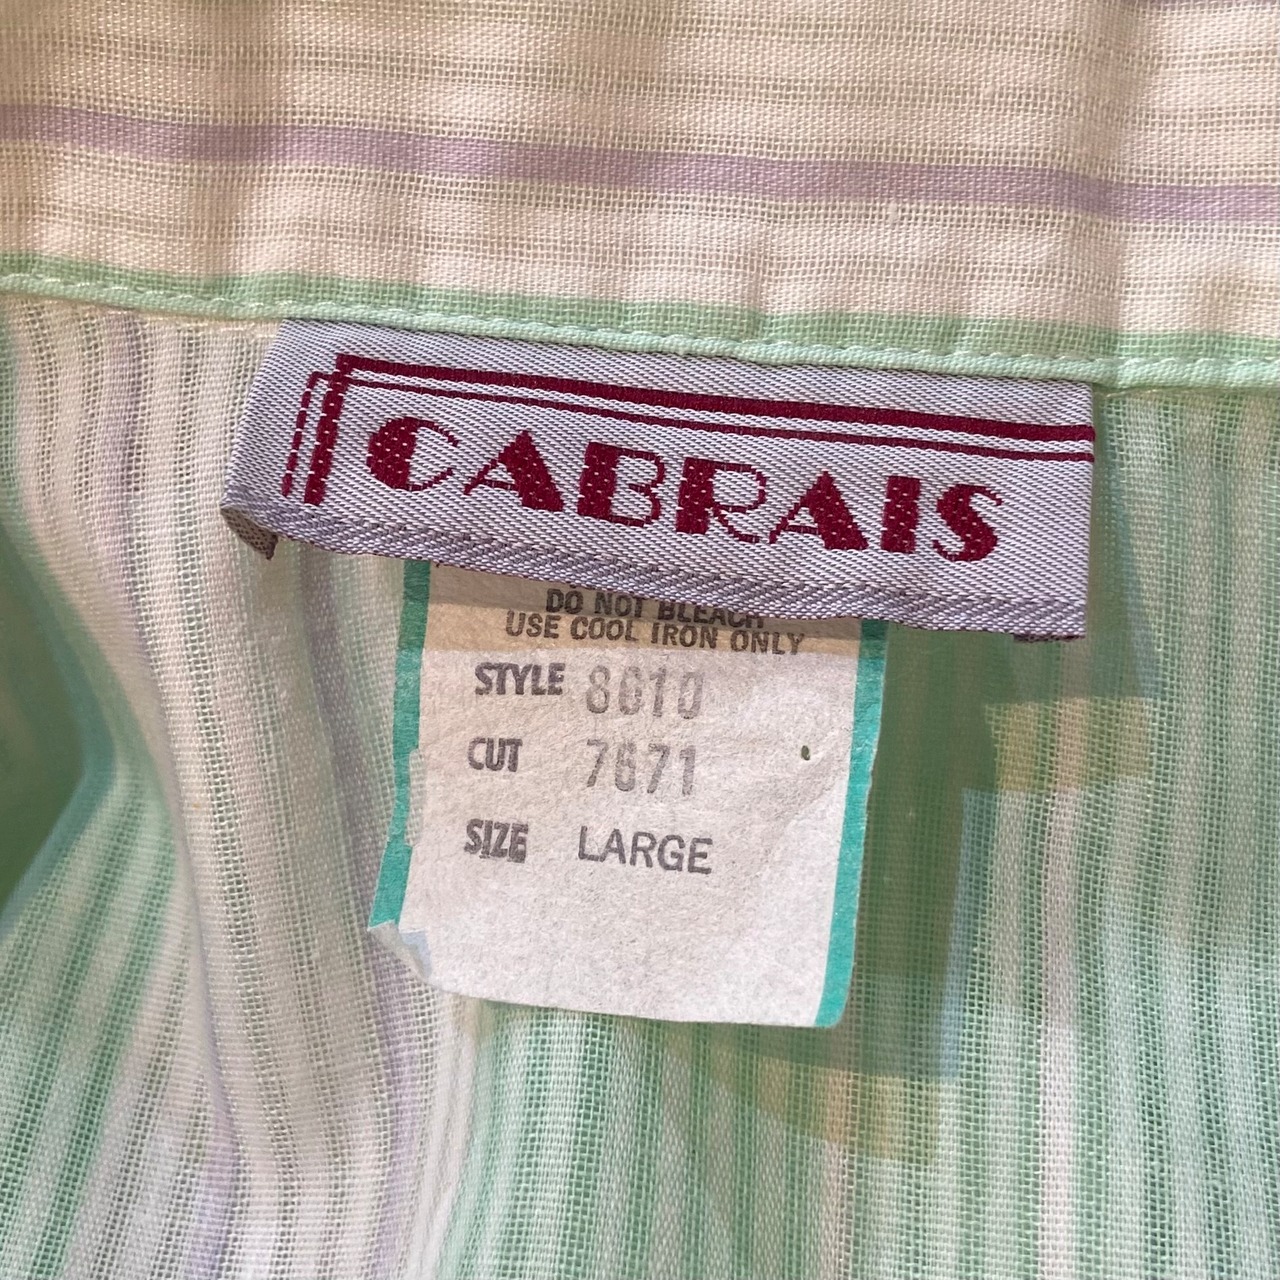 CABRAIS
DO NOT BLEACH
USE COOL IRON ONLY
STYLE 8610
CUT 7671
SIZE LARGE